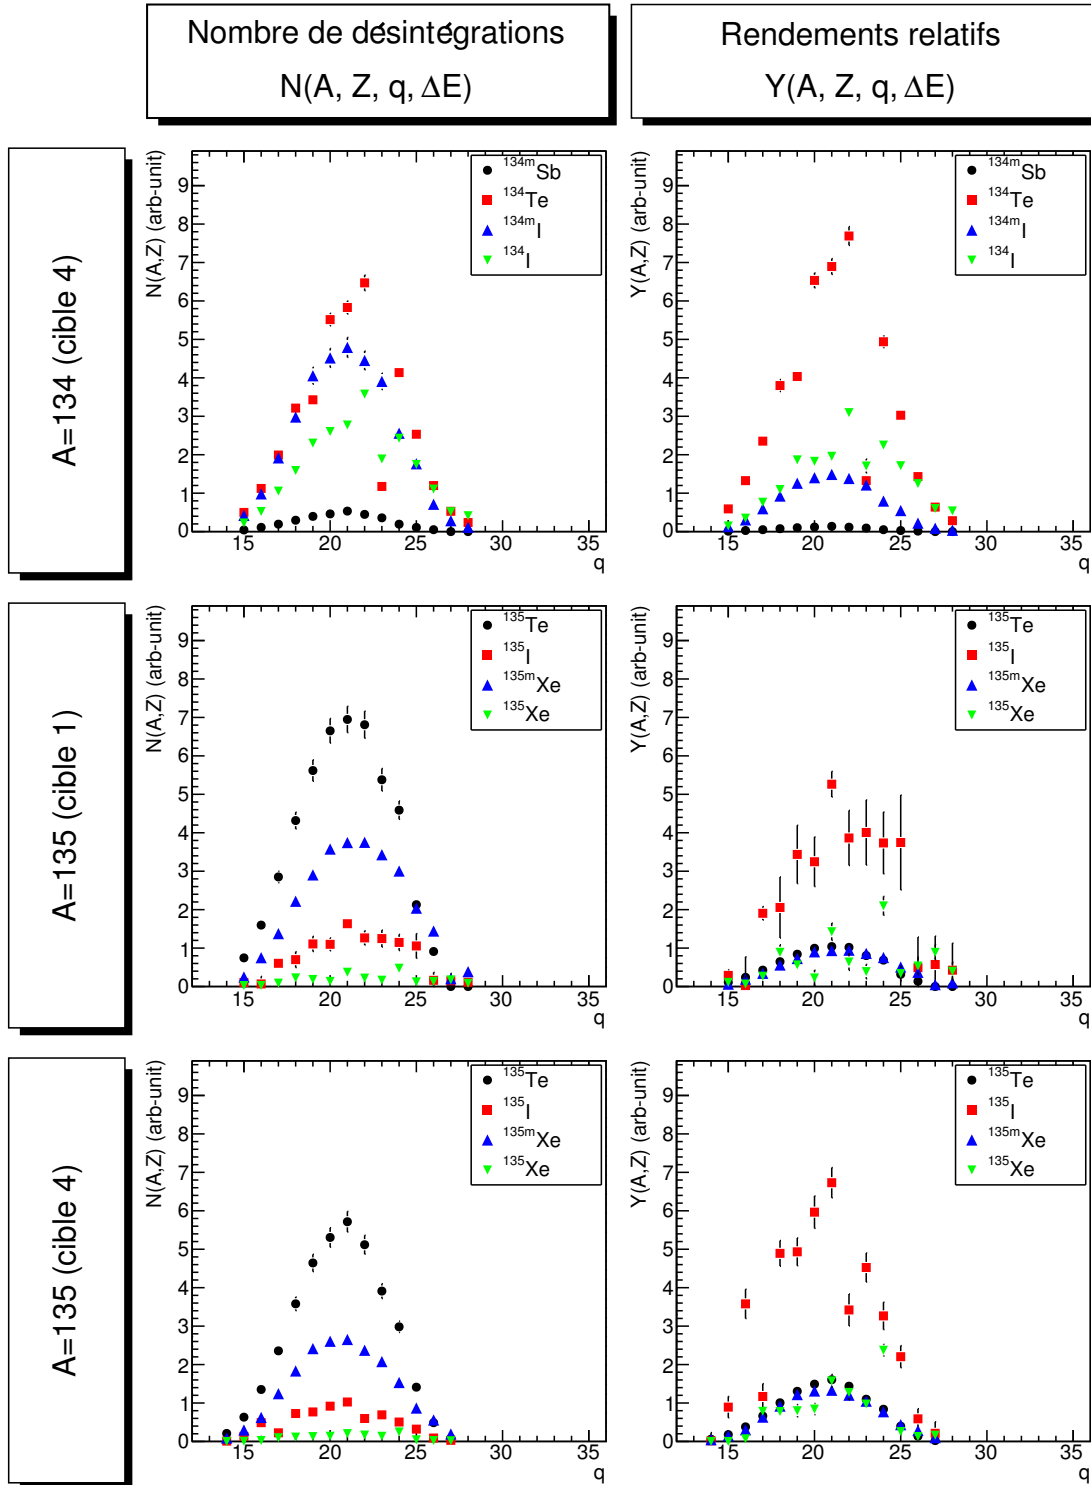 Nombre de désintégrations
N(A, Z, q, ΔE)
Rendements relatifs
Y(A, Z, q, ΔE)
A=134 (cible 4)
N(A,Z) (arb-unit)
9
8
7
6
5
4
3
2
1
0
15 20 25 30 35
q
134mSb
134Te
134mI
134I
Y(A,Z) (arb-unit)
9
8
7
6
5
4
3
2
1
0
15 20 25 30 35
q
134mSb
134Te
134mI
134I
A=135 (cible 1)
N(A,Z) (arb-unit)
9
8
7
6
5
4
3
2
1
0
15 20 25 30 35
q
135Te
135I
135mXe
135Xe
Y(A,Z) (arb-unit)
9
8
7
6
5
4
3
2
1
0
15 20 25 30 35
q
135Te
135I
135mXe
135Xe
A=135 (cible 4)
N(A,Z) (arb-unit)
9
8
7
6
5
4
3
2
1
0
15 20 25 30 35
q
135Te
135I
135mXe
135Xe
Y(A,Z) (arb-unit)
9
8
7
6
5
4
3
2
1
0
15 20 25 30 35
q
135Te
135I
135mXe
135Xe